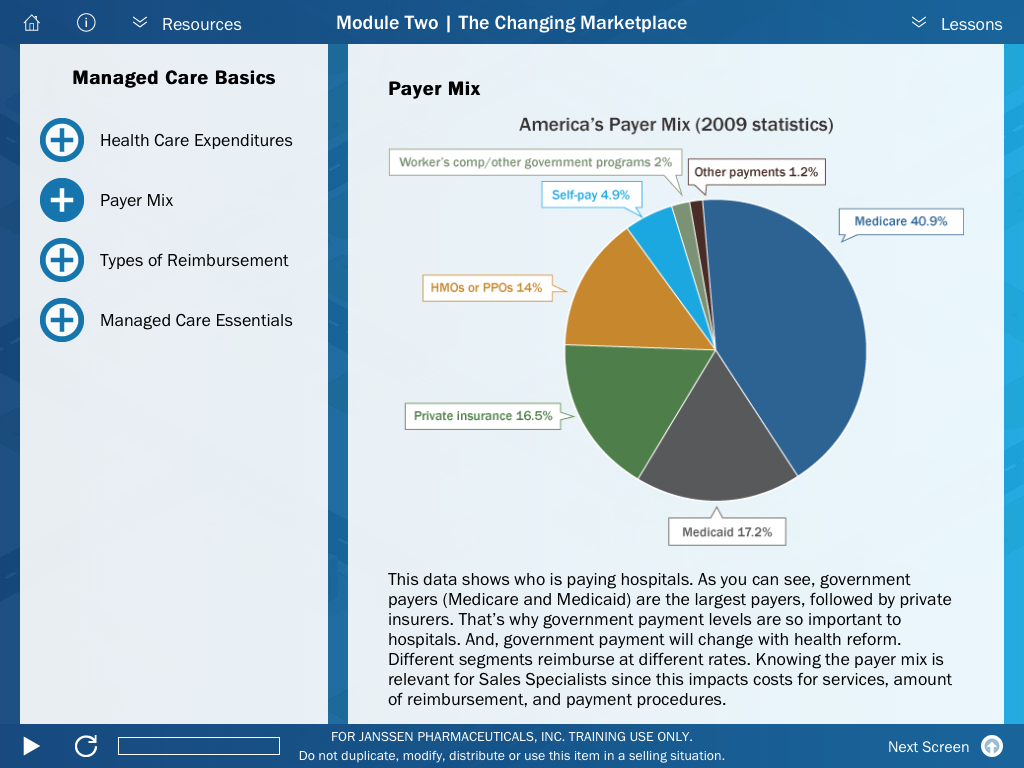 Resources
Module Two | The Changing Marketplace
Lessons
Managed Care Basics
Health Care Expenditures
Payer Mix
Types of Reimbursement
Managed Care Essentials
Payer Mix
America's Payer Mix (2009 statistics)
Worker's comp/other government programs 2%
Other payments 1.2%
Self-pay 4.9%
Medicare 40.9%
HMOs or PPOs 14%
Private insurance 16.5%
Medicaid 17.2%
This data shows who is paying hospitals. As you can see, government
payers (Medicare and Medicaid) are the largest payers, followed by private
insurers. That's why government payment levels are so important to
hospitals. And, government payment will change with health reform.
Different segments reimburse at different rates. Knowing the payer mix is
relevant for Sales Specialists since this impacts costs for services, amount
of reimbursement, and payment procedures.
FOR JANSSEN PHARMACEUTICALS, INC. TRAINING USE ONLY.
Do not duplicate, modify, distribute or use this item in a selling situation.
Next Screen